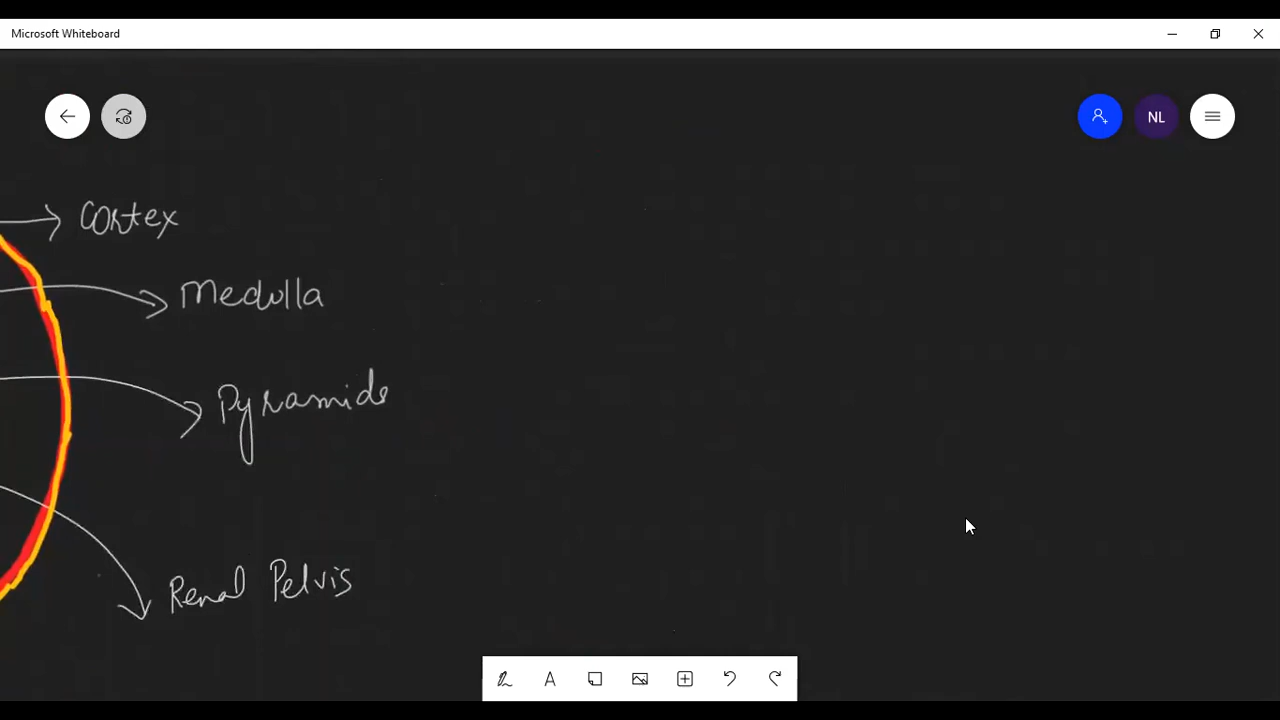 Microsoft Whiteboard
NL
Cortex
Medulla
Pyramids
Renal Pelvis
A